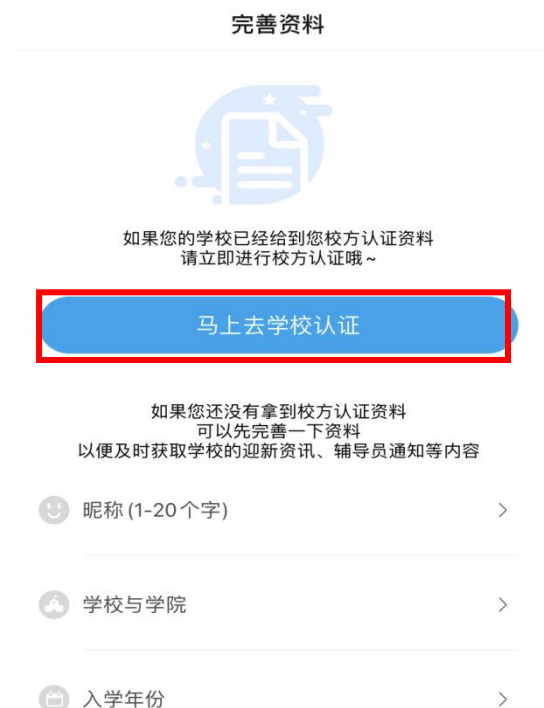 完善资料
如果您的学校已经给到您校方认证资料
请立即进行校方认证哦~
马上去学校认证
如果您还没有拿到校方认证资料
可以先完善一下资料
以便及时获取学校的迎新资讯、辅导员通知等内容
昵称(1-20个字)
学校与学院
入学年份